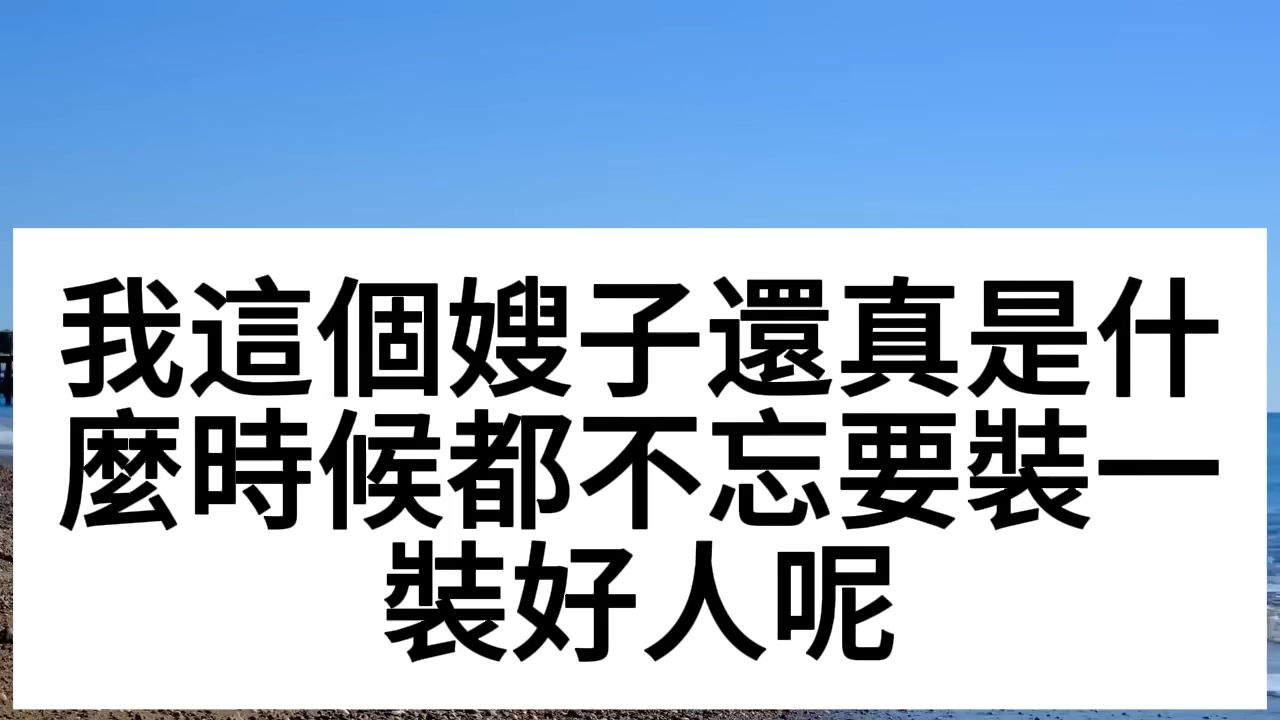 我這個嫂子還真是什
麼時候都不忘要裝一
裝好人呢